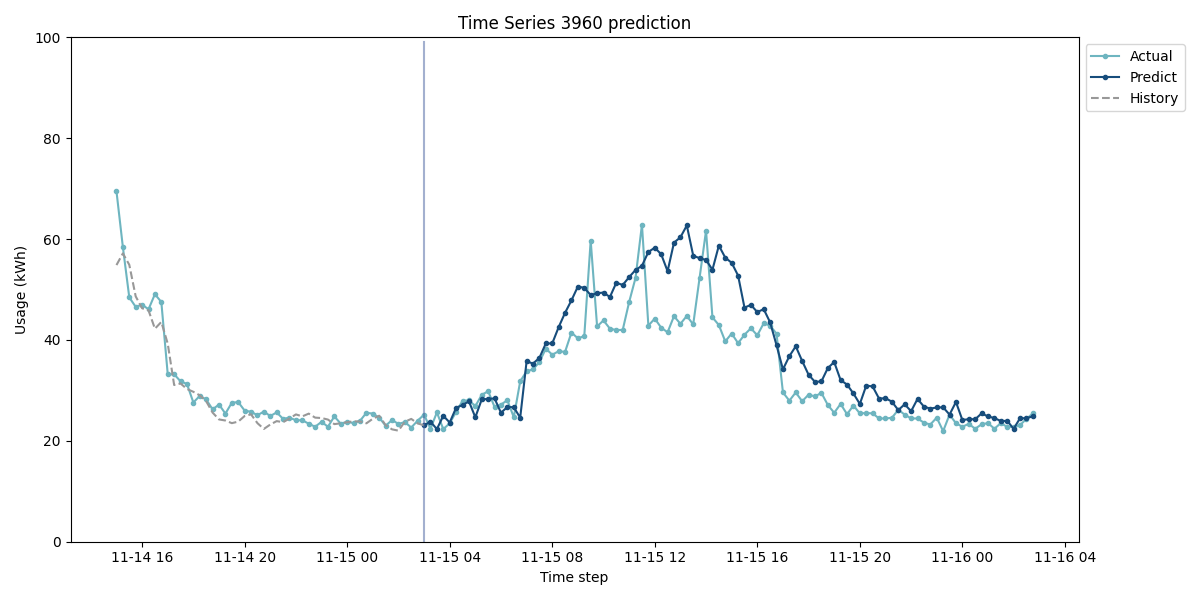 Time Series 3960 prediction
100
80
60
40
20
0
Usage (kWh)
11-14 16
11-14 20
11-15 00
11-15 04
11-15 08
11-15 12
11-15 16
11-15 20
11-16 00
11-16 04
Time step
Actual
Predict
History